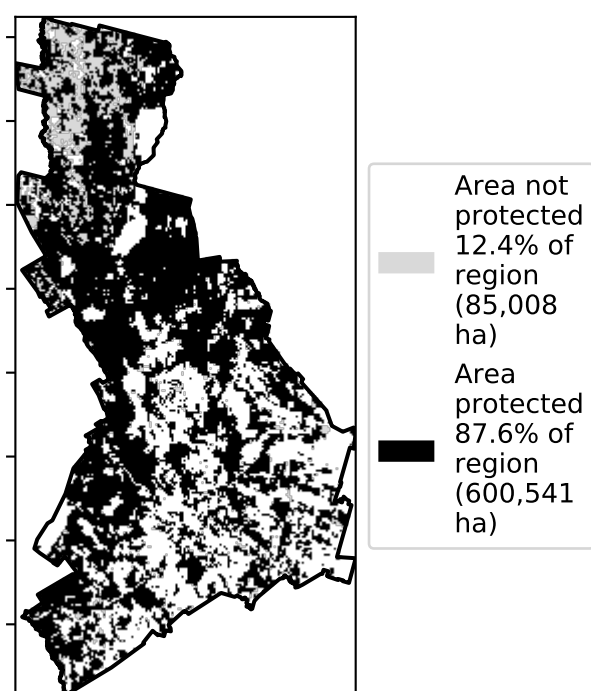 Area not
protected
12.4% of
region
(85,008
ha)
Area
protected
87.6% of
region
(600,541
ha)